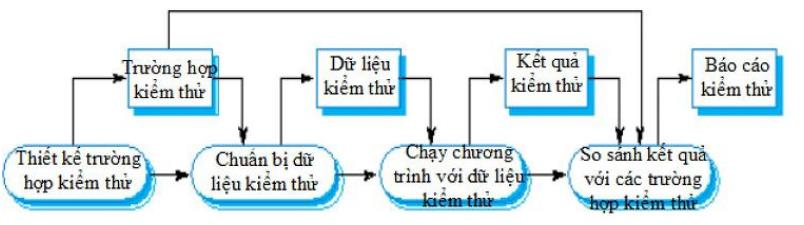 Trường hợp
kiểm thử
Dữ liệu
kiểm thử
Kết quả
kiểm thử
Báo cáo
kiểm thử
Thiết kế trường
hợp kiểm thử
Chuẩn bị dữ
liệu kiểm thử
Chạy chương
trình với dữ liệu
kiểm thử
So sánh kết quả
với các trường
hợp kiểm thử